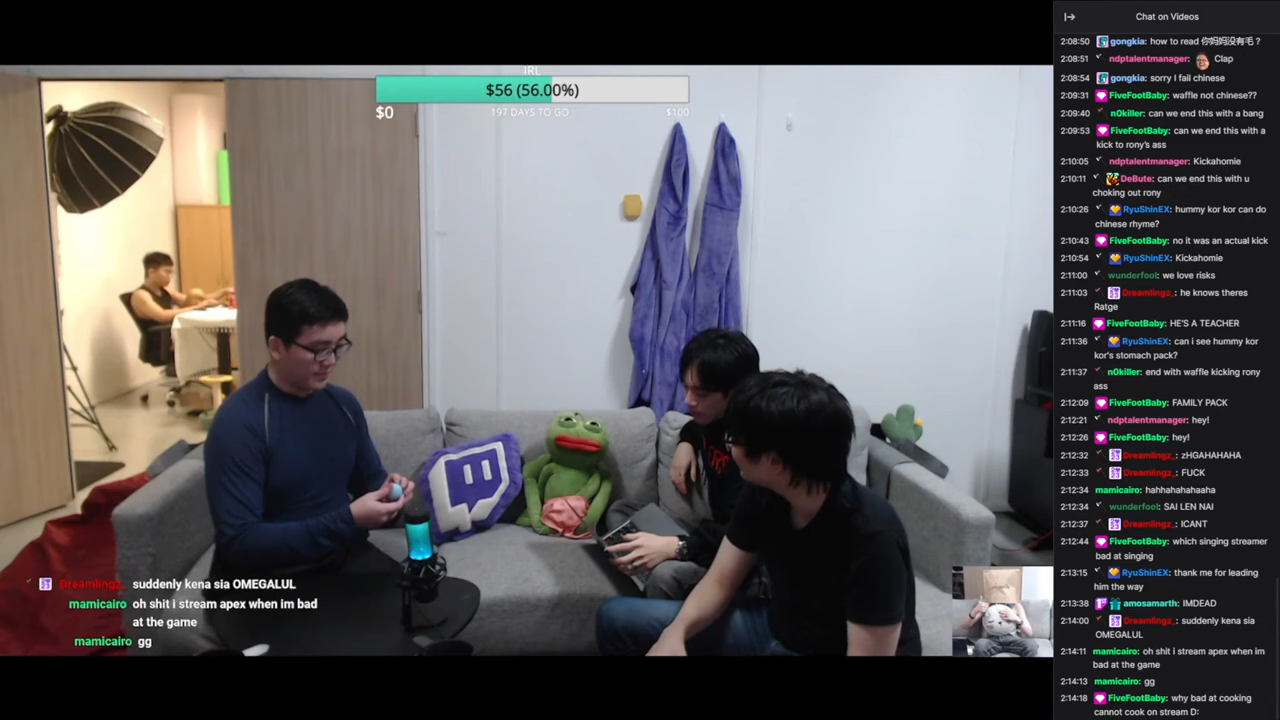 IRL
$56 (56.00%)
$0
197 DAYS TO GO
$100
Dreamlingz_ suddenly kena sia OMEGALUL
mamicairo oh shit i stream apex when im bad
at the game
mamicairo gg
Chat on Videos
2:08:50 gongkia: how to read 你妈妈没有毛？
2:08:51 ndptalentmanager: Clap
2:08:54 gongkia: sorry I fail chinese
2:09:31 FiveFootBaby: waffle not chinese??
2:09:40 n0killer: can we end this with a bang
2:09:53 FiveFootBaby: can we end this with a
kick to rony's ass
2:10:05 ndptalentmanager: Kickahomie
2:10:11 DeBute: can we end this with u
choking out rony
2:10:26 RyuShinEX: hummy kor kor can do
chinese rhyme?
2:10:43 FiveFootBaby: no it was an actual kick
2:10:54 RyuShinEX: Kickahomie
2:11:00 wunderfool: we love risks
2:11:03 Dreamlingz_: he knows theres
Ratge
2:11:16 FiveFootBaby: HE'S A TEACHER
2:11:36 RyuShinEX: can i see hummy kor
kor's stomach pack?
2:11:37 n0killer: end with waffle kicking rony
ass
2:12:09 FiveFootBaby: FAMILY PACK
2:12:21 ndptalentmanager: hey!
2:12:26 FiveFootBaby: hey!
2:12:32 Dreamlingz_: zHGAHAHAHA
2:12:33 Dreamlingz_: FUCK
2:12:34 mamicairo: hahhahahahaaha
2:12:34 wunderfool: SAI LEN NAI
2:12:37 Dreamlingz_: ICANT
2:12:44 FiveFootBaby: which singing streamer
bad at singing
2:13:15 RyuShinEX: thank me for leading
him the way
2:13:38 amosamarth: IMDEAD
2:14:00 Dreamlingz_: suddenly kena sia
OMEGALUL
2:14:11 mamicairo: oh shit i stream apex when im
bad at the game
2:14:13 mamicairo: gg
2:14:18 FiveFootBaby: why bad at cooking
cannot cook on stream D: